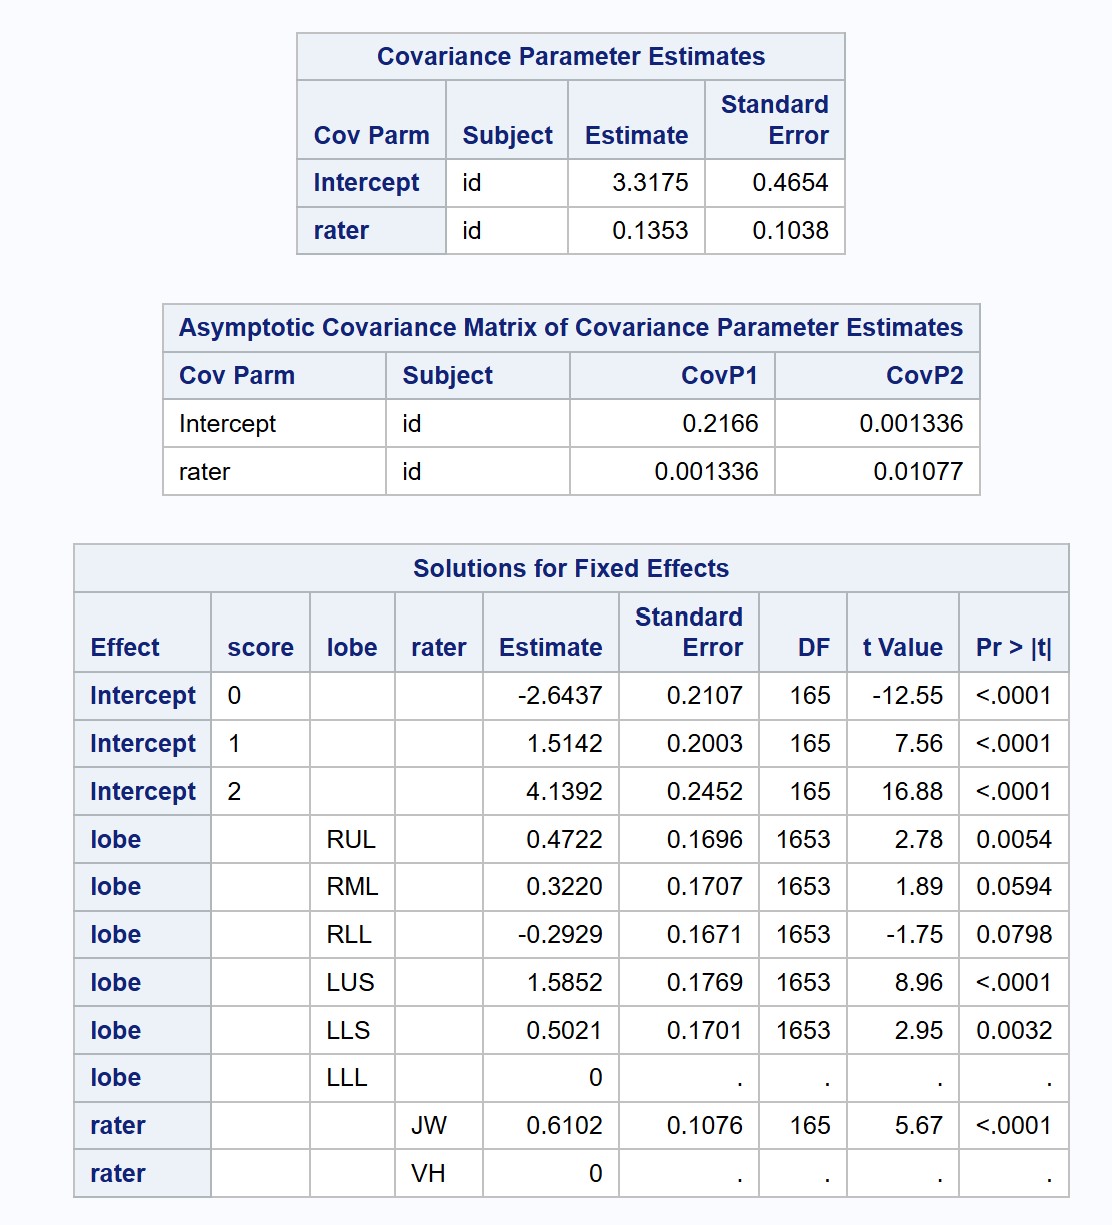 Covariance Parameter Estimates
Cov Parm Subject Estimate Standard Error
Intercept id 3.3175 0.4654
rater id 0.1353 0.1038
Asymptotic Covariance Matrix of Covariance Parameter Estimates
Cov Parm Subject CovP1 CovP2
Intercept id 0.2166 0.001336
rater id 0.001336 0.01077
Solutions for Fixed Effects
Effect score lobe rater Estimate Standard Error DF t Value Pr > |t|
Intercept 0 -2.6437 0.2107 165 -12.55 <.0001
Intercept 1 1.5142 0.2003 165 7.56 <.0001
Intercept 2 4.1392 0.2452 165 16.88 <.0001
lobe RUL 0.4722 0.1696 1653 2.78 0.0054
lobe RML 0.3220 0.1707 1653 1.89 0.0594
lobe RLL -0.2929 0.1671 1653 -1.75 0.0798
lobe LUS 1.5852 0.1769 1653 8.96 <.0001
lobe LLS 0.5021 0.1701 1653 2.95 0.0032
lobe LLL 0 . . . .
rater JW 0.6102 0.1076 165 5.67 <.0001
rater VH 0 . . . .